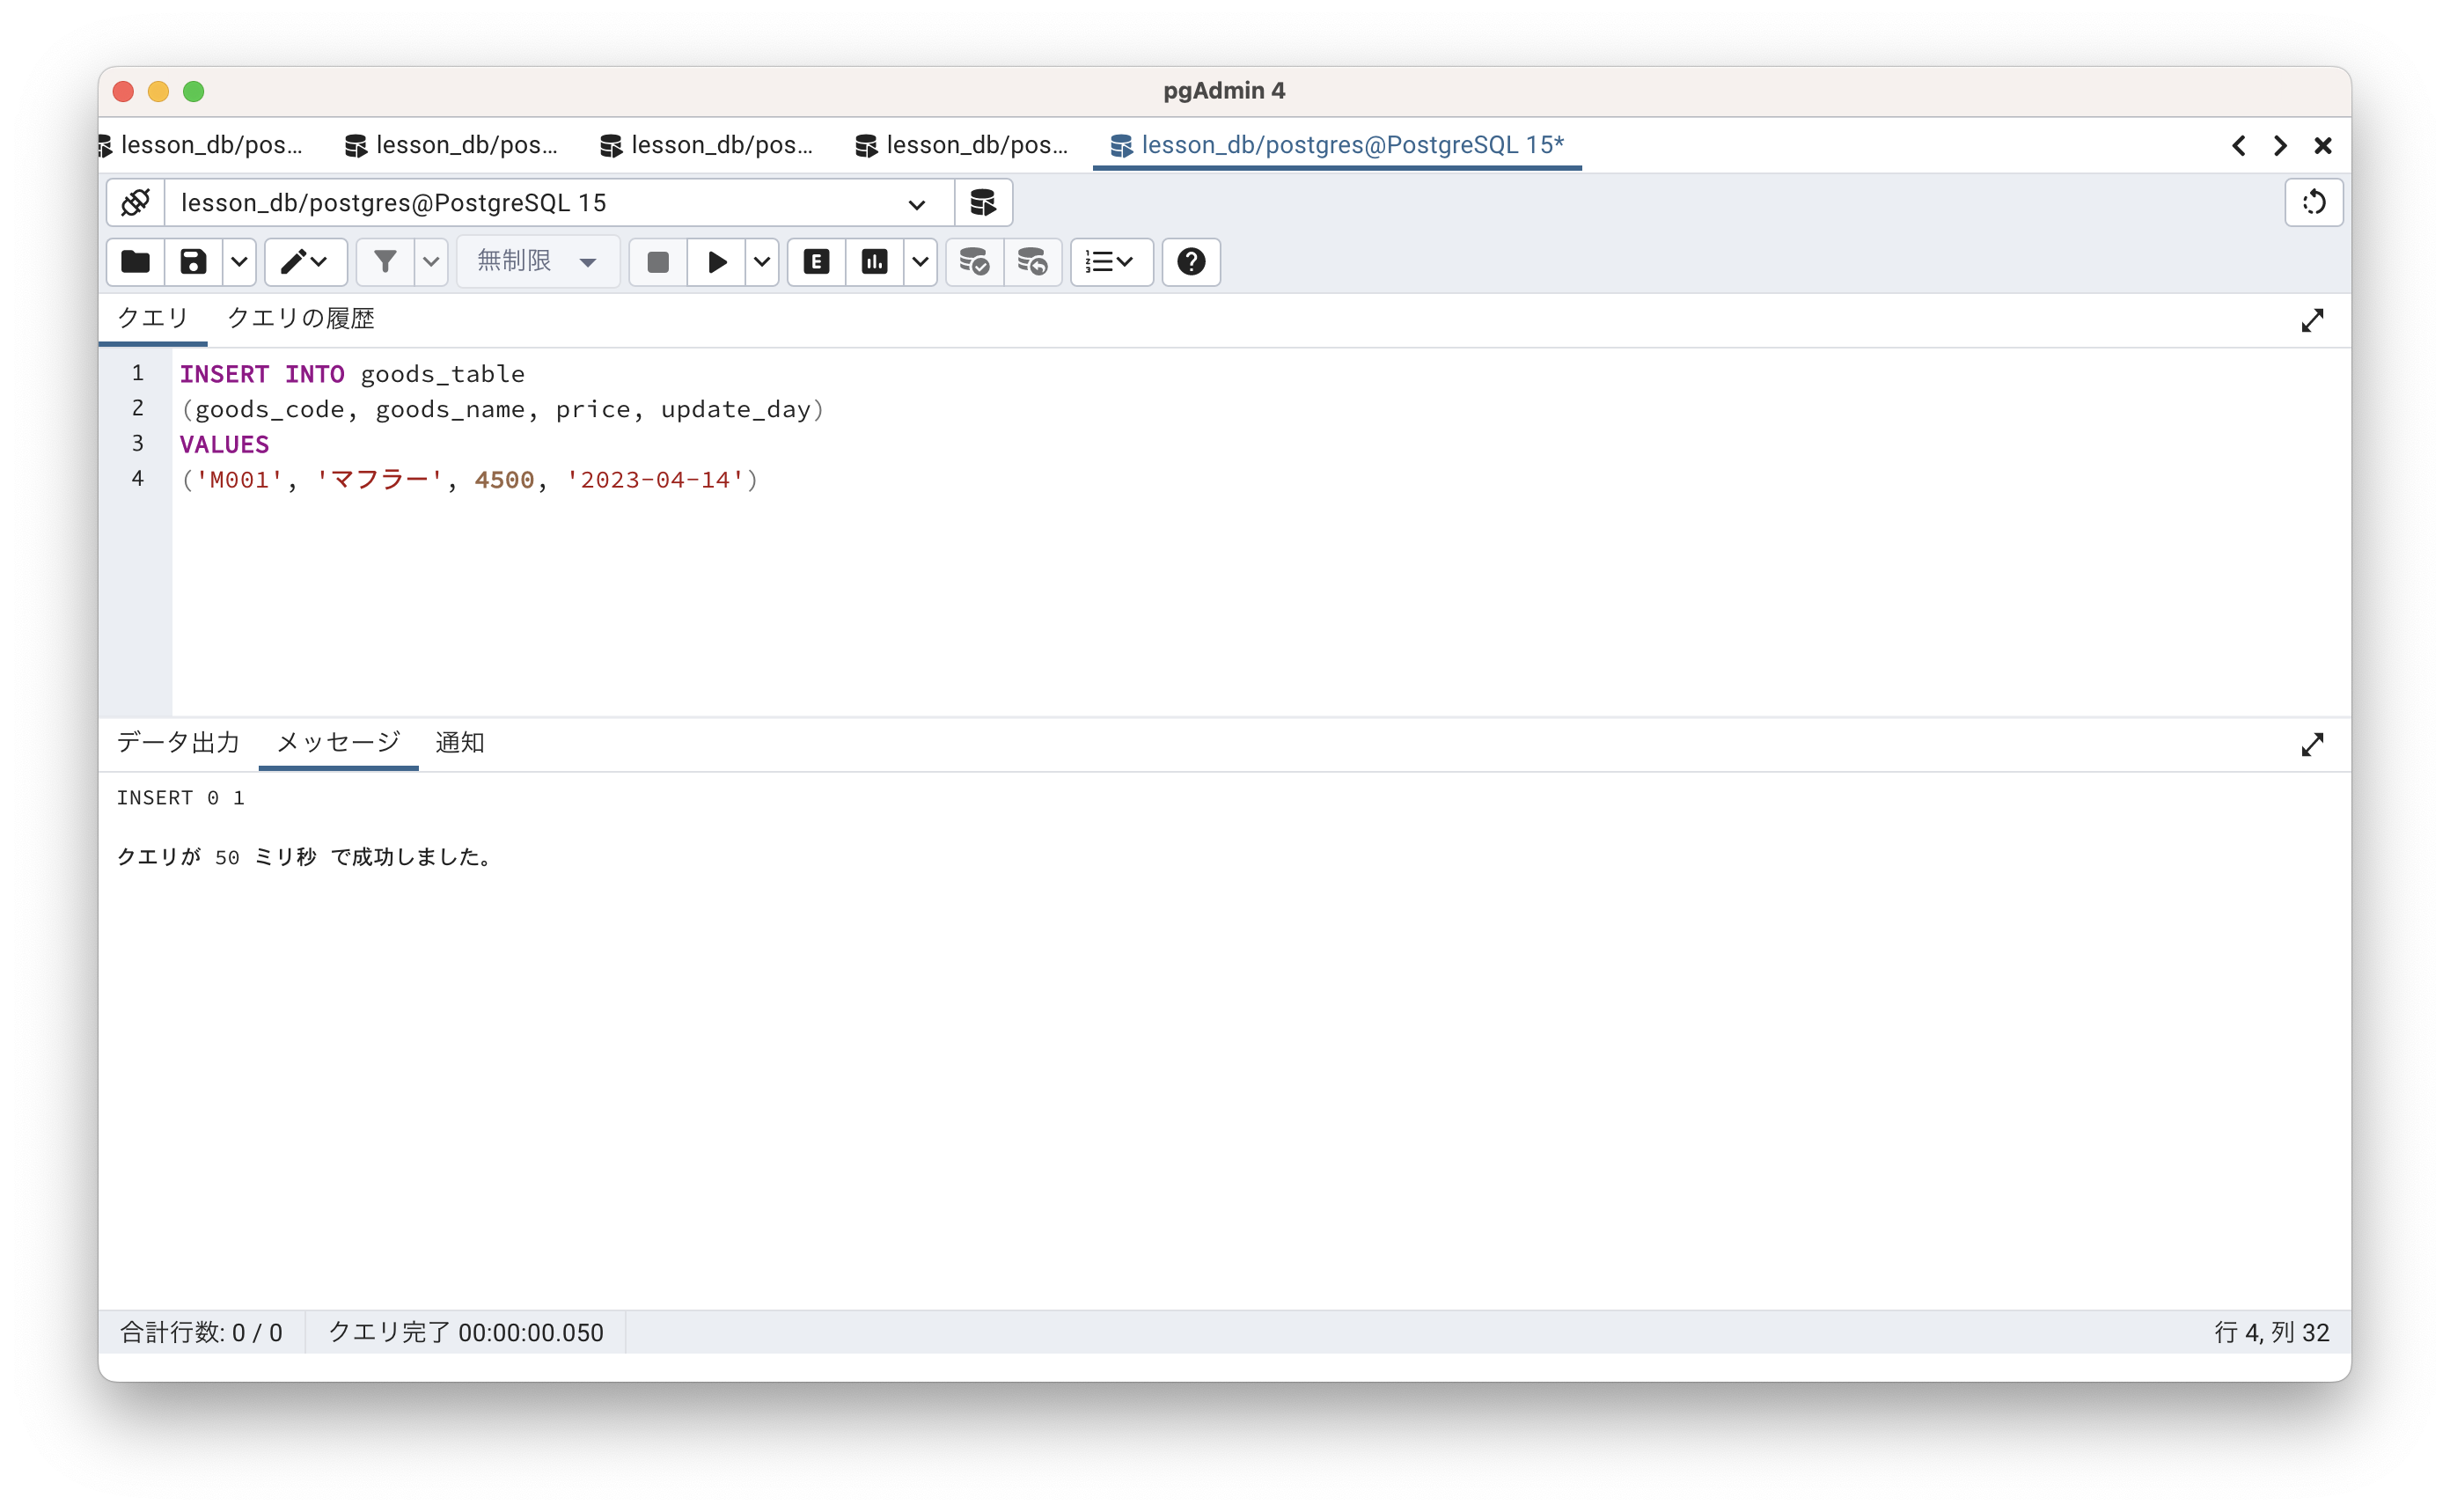 pgAdmin 4
lesson_db/pos... lesson_db/pos... lesson_db/pos... lesson_db/pos... lesson_db/postgres@PostgreSQL 15*
lesson_db/postgres@PostgreSQL 15
無制限 E
クエリ クエリの履歴
1 INSERT INTO goods_table
2 (goods_code, goods_name, price, update_day)
3 VALUES
4 ('M001', 'マフラー', 4500, '2023-04-14')
データ出力 メッセージ 通知
INSERT 0 1
クエリが 50 ミリ秒 で成功しました。
合計行数: 0 / 0 クエリ完了 00:00:00.050 行 4, 列 32